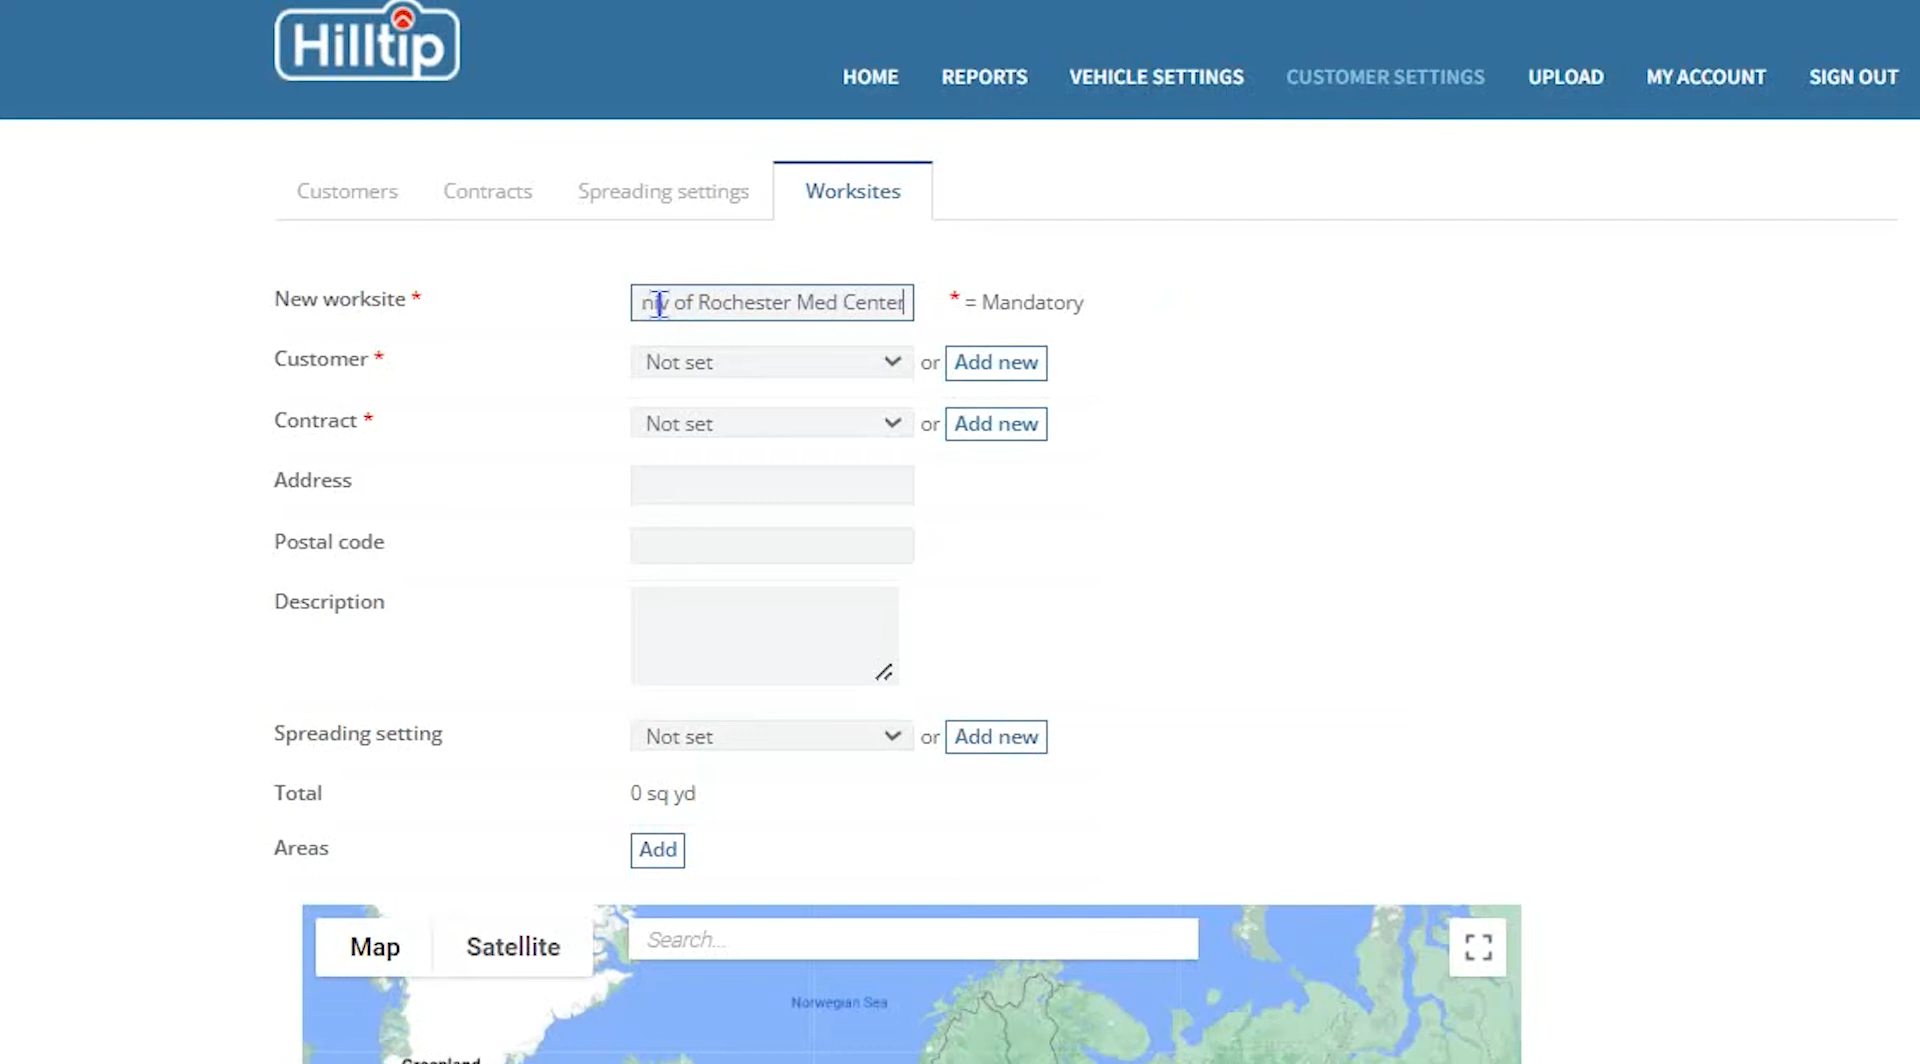 Hilltip
HOME REPORTS VEHICLE SETTINGS CUSTOMER SETTINGS UPLOAD MY ACCOUNT SIGN OUT
Customers Contracts Spreading settings Worksites
New worksite * niv of Rochester Med Center * = Mandatory
Customer * Not set or Add new
Contract * Not set or Add new
Address
Postal code
Description
Spreading setting Not set or Add new
Total 0 sq yd
Areas Add
Map Satellite Search...
Norwegian Sea
Greenland